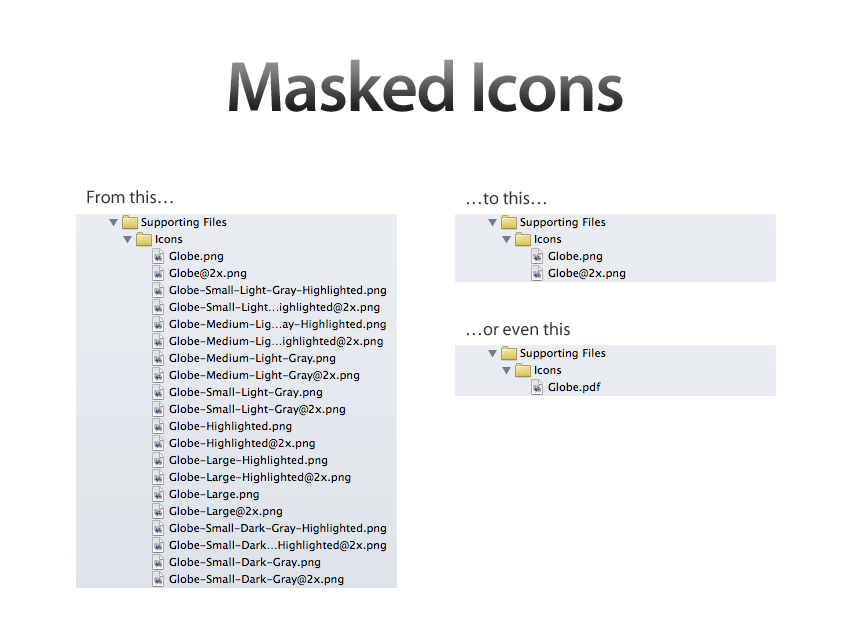 Masked Icons
From this…
Supporting Files
Icons
Globe.png
Globe@2x.png
Globe-Small-Light-Gray-Highlighted.png
Globe-Small-Light…ighlighted@2x.png
Globe-Medium-Lig…ay-Highlighted.png
Globe-Medium-Lig…ighlighted@2x.png
Globe-Medium-Light-Gray.png
Globe-Medium-Light-Gray@2x.png
Globe-Small-Light-Gray.png
Globe-Small-Light-Gray@2x.png
Globe-Highlighted.png
Globe-Highlighted@2x.png
Globe-Large-Highlighted.png
Globe-Large-Highlighted@2x.png
Globe-Large.png
Globe-Large@2x.png
Globe-Small-Dark-Gray-Highlighted.png
Globe-Small-Dark…Highlighted@2x.png
Globe-Small-Dark-Gray.png
Globe-Small-Dark-Gray@2x.png
…to this…
Supporting Files
Icons
Globe.png
Globe@2x.png
…or even this
Supporting Files
Icons
Globe.pdf